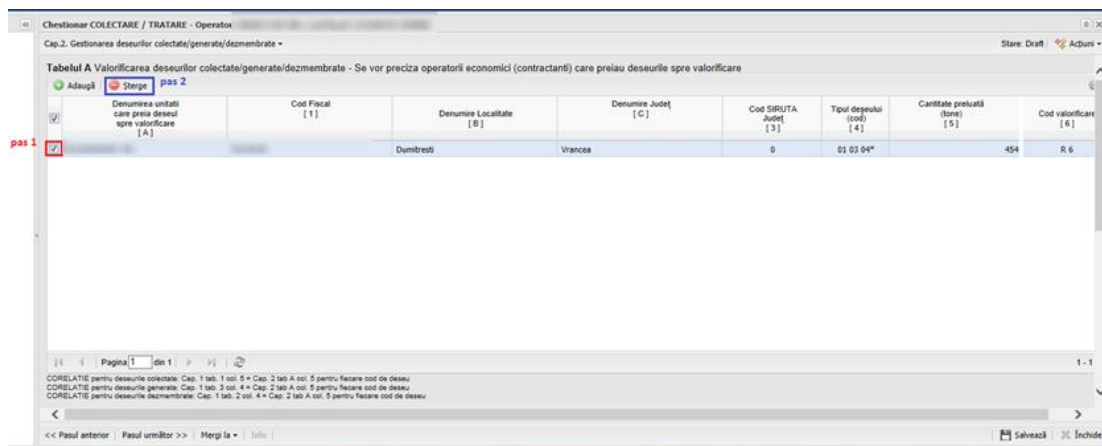 Chestionar COLECTARE / TRATARE - Operator
Cap.2. Gestionarea deseurilor colectate/generate/dezmembrate
Stare: Draft
Acțiuni
Tabelul A Valorificarea deseurilor colectate/generate/dezmembrate - Se vor preciza operatorii economici (contractanti) care preiau deseurile spre valorificare
Adaugă
Șterge
pas 2
Denumirea unitatii care preia deseul spre valorificare [ A ]
Cod Fiscal [ 1 ]
Denumire Localitate [ B ]
Denumire Județ [ C ]
Cod SIRUTA Județ [ 3 ]
Tipul deșeului (cod) [ 4 ]
Cantitate preluată (tone) [ 5 ]
Cod valorificare [ 6 ]
pas 1
Dumitresti
Vrancea
0
01 03 04*
454
R 6
Pagina 1 din 1
1 - 1
CORELATIE pentru deseurile colectate: Cap. 1 tab. 1 col. 5 = Cap. 2 tab A col. 5 pentru fiecare cod de deseu
CORELATIE pentru deseurile generate: Cap. 1 tab. 3 col. 4 = Cap. 2 tab A col. 5 pentru fiecare cod de deseu
CORELATIE pentru deseurile dezmembrate: Cap. 1 tab. 2 col. 4 = Cap. 2 tab A col. 5 pentru fiecare cod de deseu
<< Pasul anterior
Pasul următor >>
Mergi la
Info
Salvează
Închide